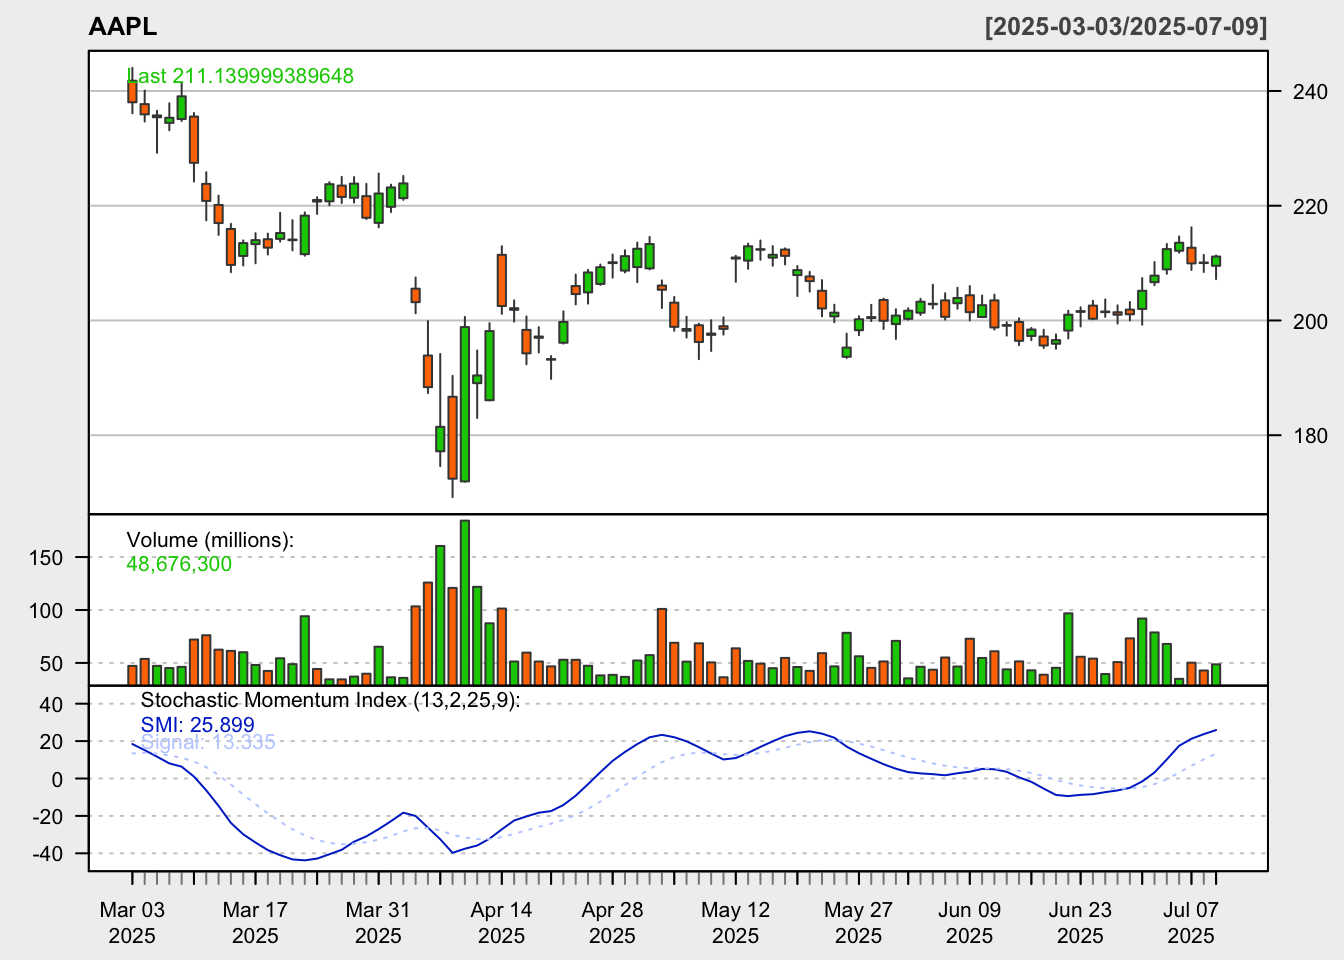 AAPL [2025-03-03/2025-07-09]
Last 211.139999389648
240
220
200
180
Volume (millions):
48,676,300
150
100
50
Stochastic Momentum Index (13,2,25,9):
SMI: 25.899
Signal: 13.335
40
20
0
-20
-40
Mar 03 Mar 17 Mar 31 Apr 14 Apr 28 May 12 May 27 Jun 09 Jun 23 Jul 07
2025 2025 2025 2025 2025 2025 2025 2025 2025 2025